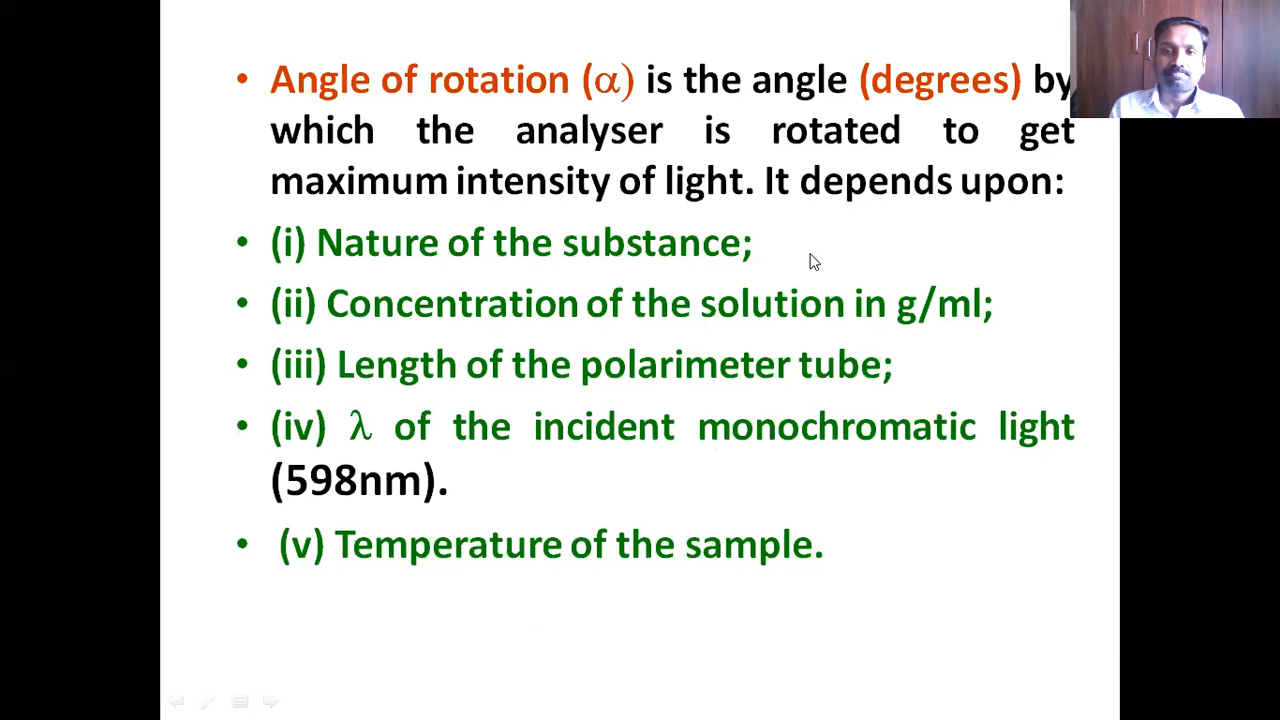 • Angle of rotation (α) is the angle (degrees) by
which the analyser is rotated to get
maximum intensity of light. It depends upon:
• (i) Nature of the substance;
• (ii) Concentration of the solution in g/ml;
• (iii) Length of the polarimeter tube;
• (iv) λ of the incident monochromatic light
(598nm).
• (v) Temperature of the sample.